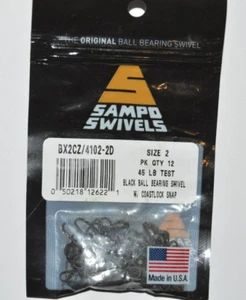 THE ORIGINAL BALL BEARING SWIVEL
SAMPO
SWIVELS
BX2CZ/4102-2D
SIZE 2
PK QTY 12
45 LB TEST
BLACK BALL BEARING SWIVEL
W/ COASTLOCK SNAP
0 50218 12622 1
Made in U.S.A.